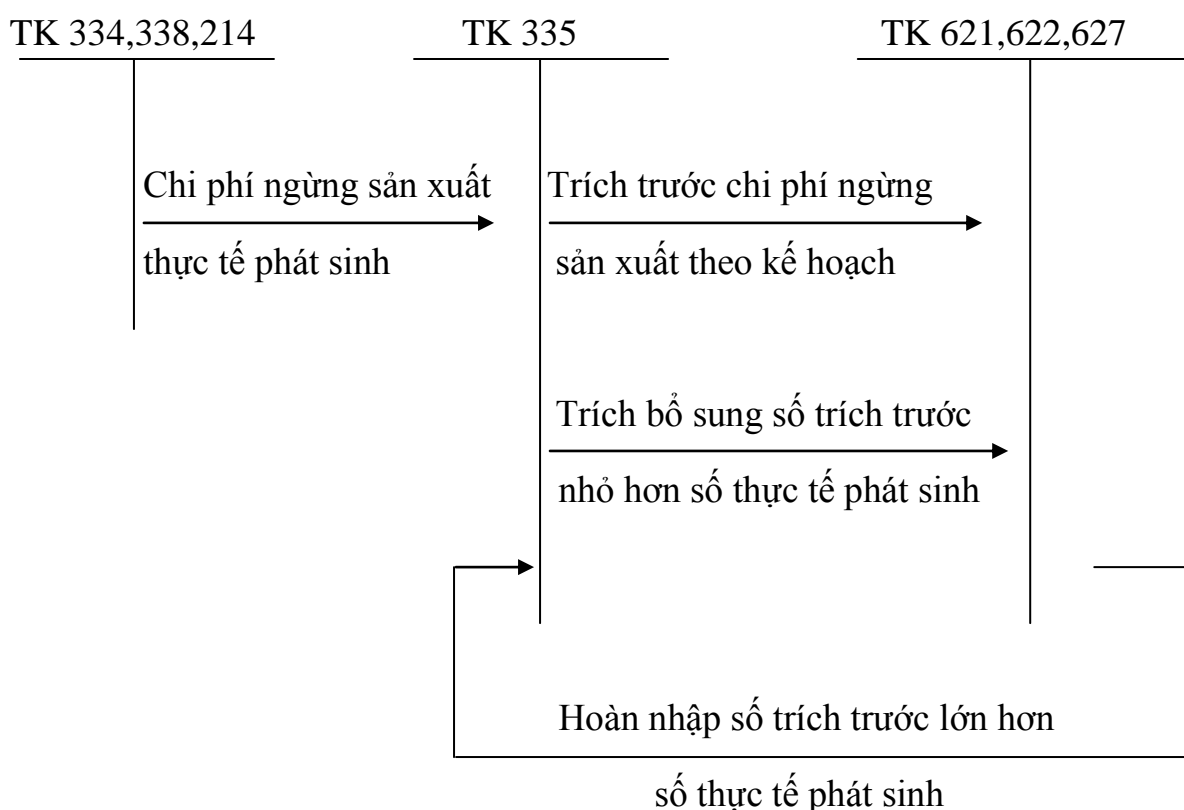 TK 334,338,214 TK 335 TK 621,622,627
Chi phí ngừng sản xuất
thực tế phát sinh
Trích trước chi phí ngừng
sản xuất theo kế hoạch
Trích bổ sung số trích trước
nhỏ hơn số thực tế phát sinh
Hoàn nhập số trích trước lớn hơn
số thực tế phát sinh